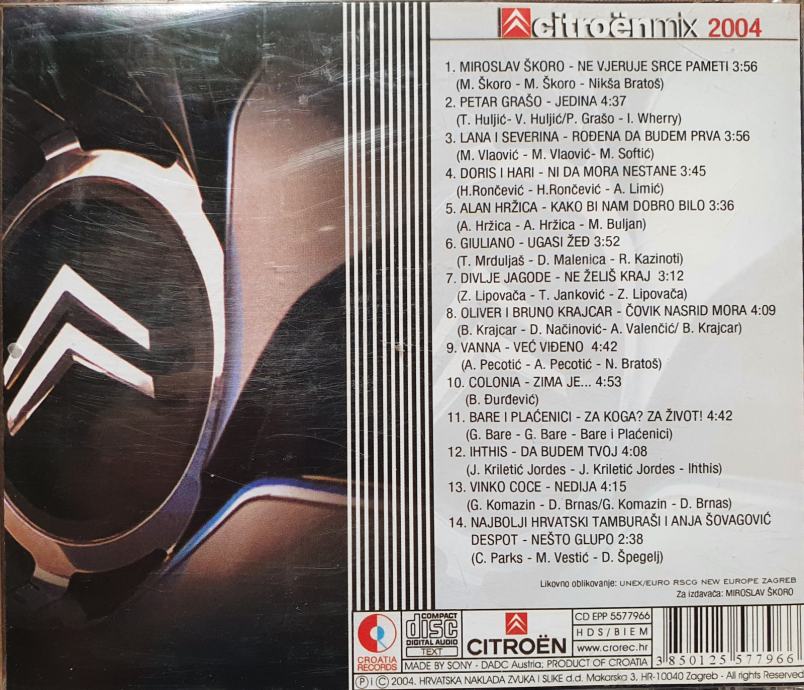 citroënmix 2004
1. MIROSLAV ŠKORO - NE VJERUJE SRCE PAMETI 3:56
(M. Škoro - M. Škoro - Nikša Bratoš)
2. PETAR GRAŠO - JEDINA 4:37
(T. Huljić- V. Huljić/P. Grašo - I. Wherry)
3. LANA I SEVERINA - ROĐENA DA BUDEM PRVA 3:56
(M. Vlaović - M. Vlaović- M. Softić)
4. DORIS I HARI - NI DA MORA NESTANE 3:45
(H.Rončević - H.Rončević - A. Limić)
5. ALAN HRŽICA - KAKO BI NAM DOBRO BILO 3:36
(A. Hržica - A. Hržica - M. Buljan)
6. GIULIANO - UGASI ŽEĐ 3:52
(T. Mrduljaš - D. Malenica - R. Kazinoti)
7. DIVLJE JAGODE - NE ŽELIŠ KRAJ 3:12
(Z. Lipovača - T. Janković - Z. Lipovača)
8. OLIVER I BRUNO KRAJCAR - ČOVIK NASRID MORA 4:09
(B. Krajcar - D. Načinović- A. Valenčić/ B. Krajcar)
9. VANNA - VEĆ VIĐENO 4:42
(A. Pecotić - A. Pecotić - N. Bratoš)
10. COLONIA - ZIMA JE... 4:53
(B. Đurđević)
11. BARE I PLAĆENICI - ZA KOGA? ZA ŽIVOT! 4:42
(G. Bare - G. Bare - Bare i Plaćenici)
12. IHTHIS - DA BUDEM TVOJ 4:08
(J. Kriletić Jordes - J. Kriletić Jordes - Ihthis)
13. VINKO COCE - NEDIJA 4:15
(G. Komazin - D. Brnas/G. Komazin - D. Brnas)
14. NAJBOLJI HRVATSKI TAMBURAŠI I ANJA ŠOVAGOVIĆ
DESPOT - NEŠTO GLUPO 2:38
(C. Parks - M. Vestić - D. Špegelj)
Likovno oblikovanje: UNEX/EURO RSCG NEW EUROPE ZAGREB
Za izdavača: MIROSLAV ŠKORO
CROATIA
RECORDS
COMPACT
disc
DIGITAL AUDIO
TEXT
CITROËN
CD EPP 5577966
HDS/BIEM
www.crorec.hr
3 850125 577966
MADE BY SONY - DADC Austria; PRODUCT OF CROATIA
Ⓟ i Ⓒ 2004. HRVATSKA NAKLADA ZVUKA I SLIKE d.d. Makarska 3, HR-10040 Zagreb - All rights Reserved